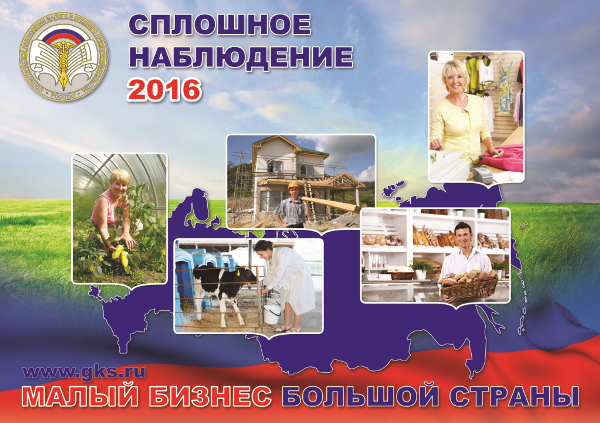 СПЛОШНОЕ
НАБЛЮДЕНИЕ
2016
www.gks.ru
МАЛЫЙ БИЗНЕС БОЛЬШОЙ СТРАНЫ